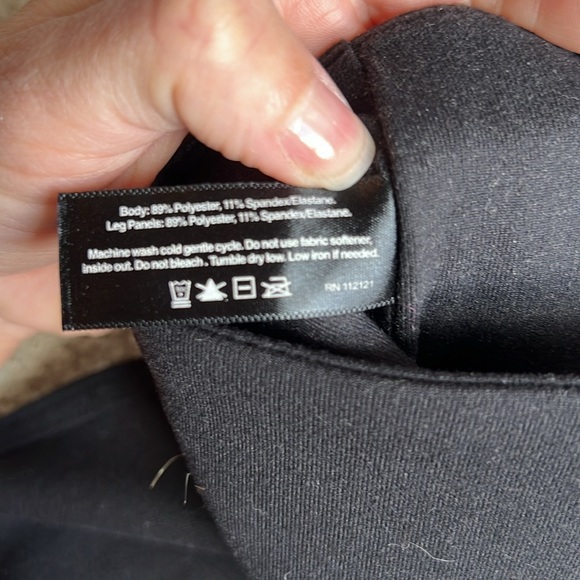 Body: 89% Polyester, 11% Spandex/Elastane.
Leg Panels: 89% Polyester, 11% Spandex/Elastane.
Machine wash cold gentle cycle. Do not use fabric softener,
Inside out. Do not bleach. Tumble dry low. Low iron if needed.
RN 112121